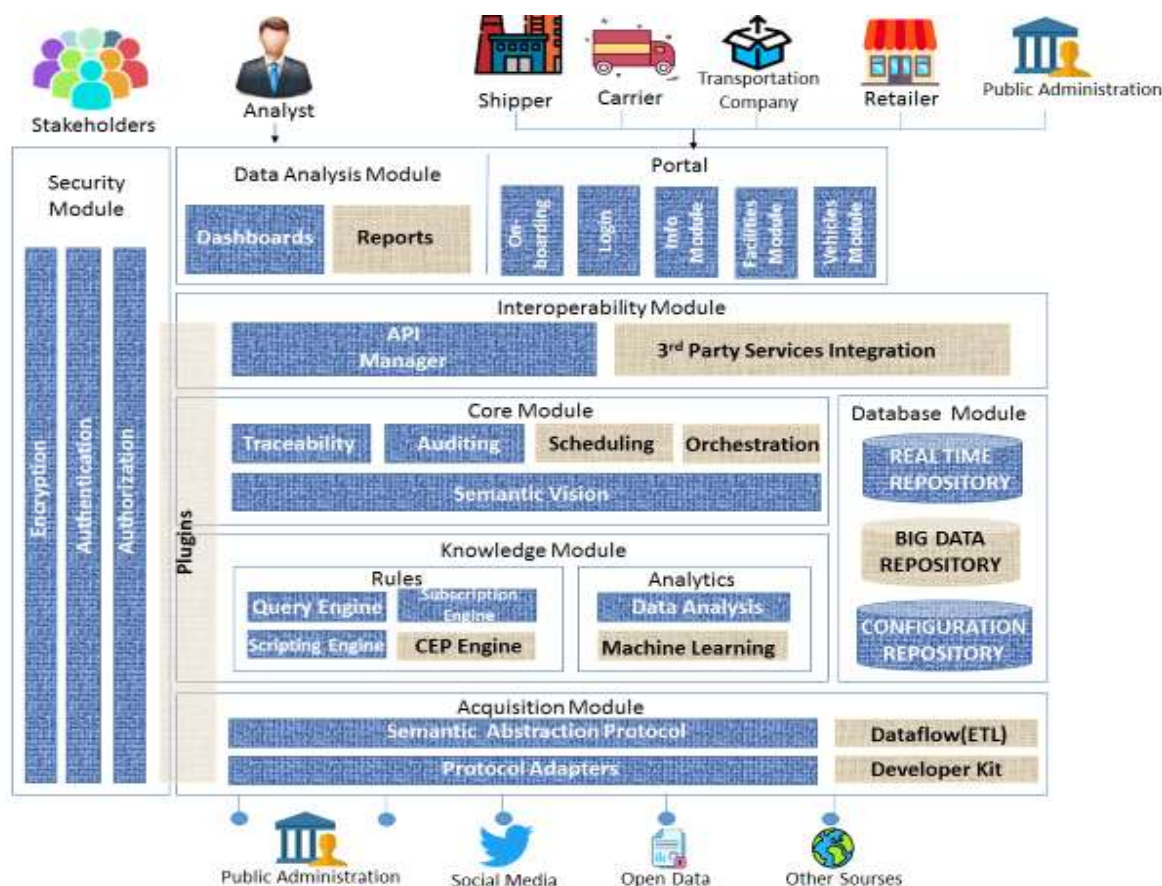 Stakeholders
Analyst
Shipper
Carrier
Transportation
Company
Retailer
Public Administration
Security
Module
Encryption
Authentication
Authorization
Data Analysis Module
Dashboards
Reports
Portal
On-
boarding
Login
Info
Module
Facilities
Module
Vehicles
Module
Interoperability Module
API
Manager
3rd Party Services Integration
Plugins
Core Module
Traceability
Auditing
Scheduling
Orchestration
Semantic Vision
Database Module
REAL TIME
REPOSITORY
BIG DATA
REPOSITORY
CONFIGURATION
REPOSITORY
Knowledge Module
Rules
Query Engine
Subscription
Engine
Scripting Engine
CEP Engine
Analytics
Data Analysis
Machine Learning
Acquisition Module
Semantic Abstraction Protocol
Dataflow(ETL)
Protocol Adapters
Developer Kit
Public Administration
Social Media
Open Data
Other Sourses